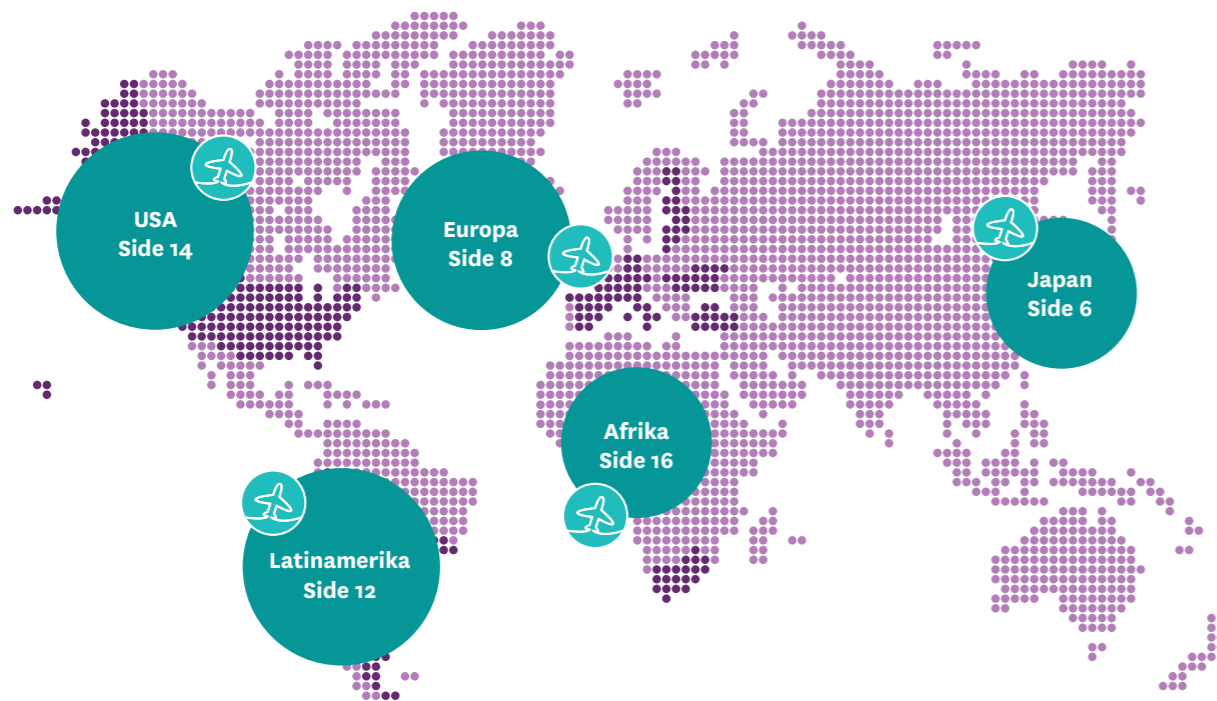 USA
Side 14
Europa
Side 8
Japan
Side 6
Afrika
Side 16
Latinamerika
Side 12